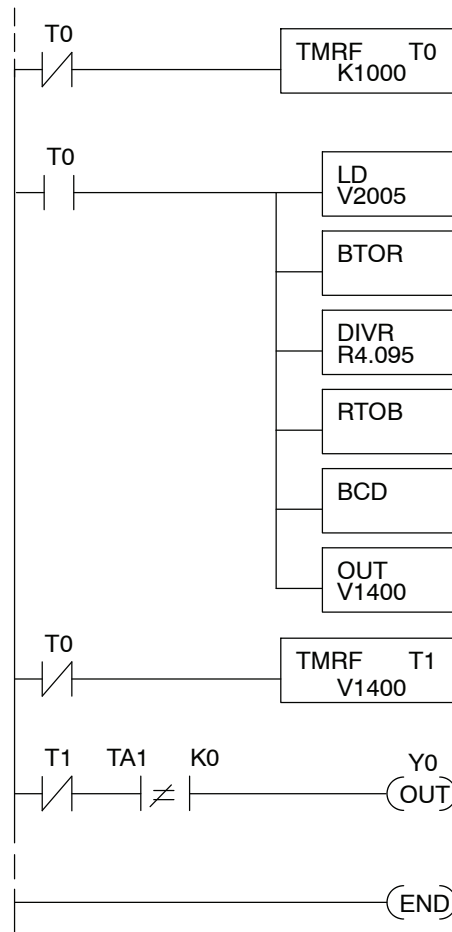 T0
TMRF T0
K1000
T0
LD
V2005
BTOR
DIVR
R4.095
RTOB
BCD
OUT
V1400
T0
TMRF T1
V1400
T1 TA1 K0 Y0
≠ OUT
END